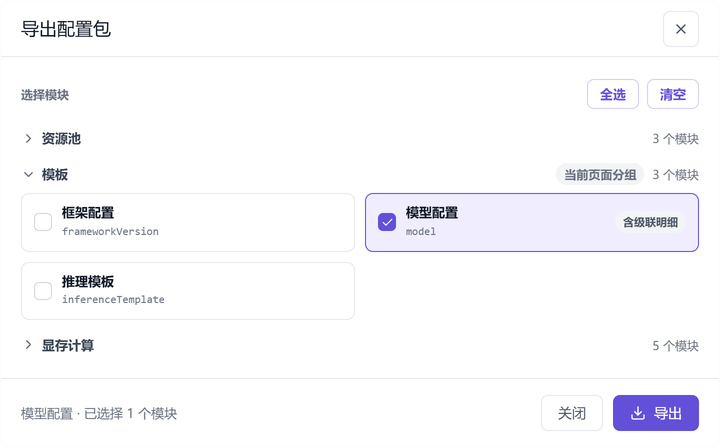 导出配置包
选择模块 全选 清空
资源池 3 个模块
模板 当前页面分组 3 个模块
框架配置
frameworkVersion
模型配置
model
含级联明细
推理模板
inferenceTemplate
显存计算 5 个模块
模型配置 · 已选择 1 个模块 关闭 导出